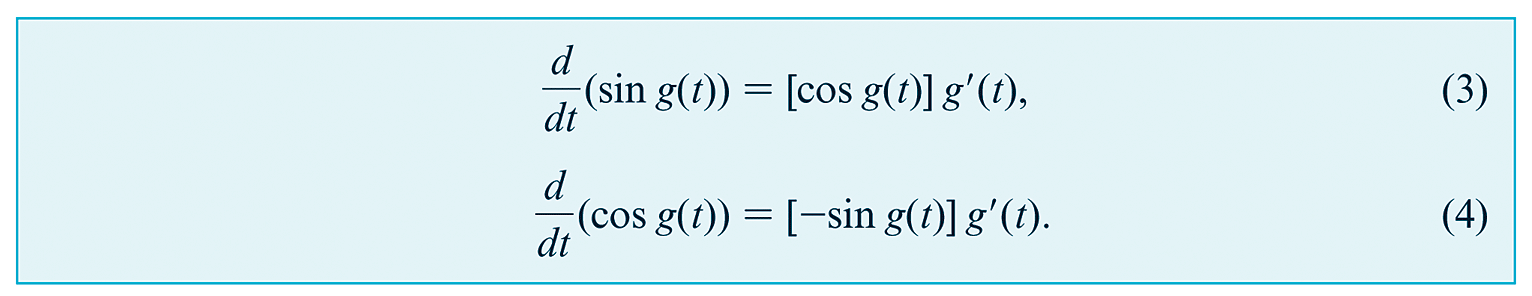 d/dt (sin g(t)) = [cos g(t)] g′(t), (3)
d/dt (cos g(t)) = [−sin g(t)] g′(t). (4)